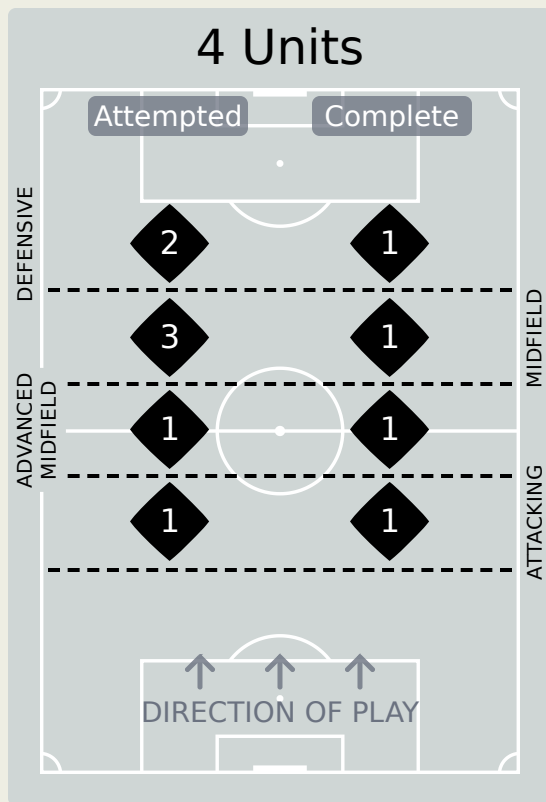 4 Units
Attempted Complete
DEFENSIVE
2 1
MIDFIELD
3 1
ADVANCED
MIDFIELD
1 1
ATTACKING
1 1
DIRECTION OF PLAY